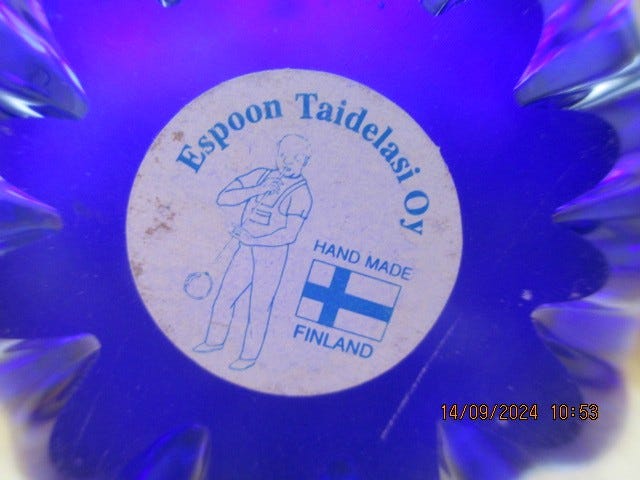 Espoon Taidelasi Oy
HAND MADE
FINLAND
14/09/2024 10:53